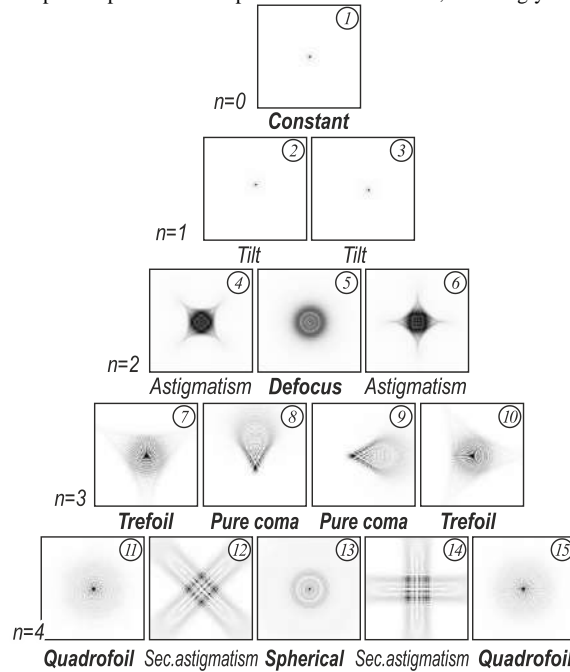 1
n=0
Constant
2 3
n=1
Tilt Tilt
4 5 6
n=2
Astigmatism Defocus Astigmatism
7 8 9 10
n=3
Trefoil Pure coma Pure coma Trefoil
11 12 13 14 15
n=4
Quadrofoil Sec.astigmatism Spherical Sec.astigmatism Quadrofoil